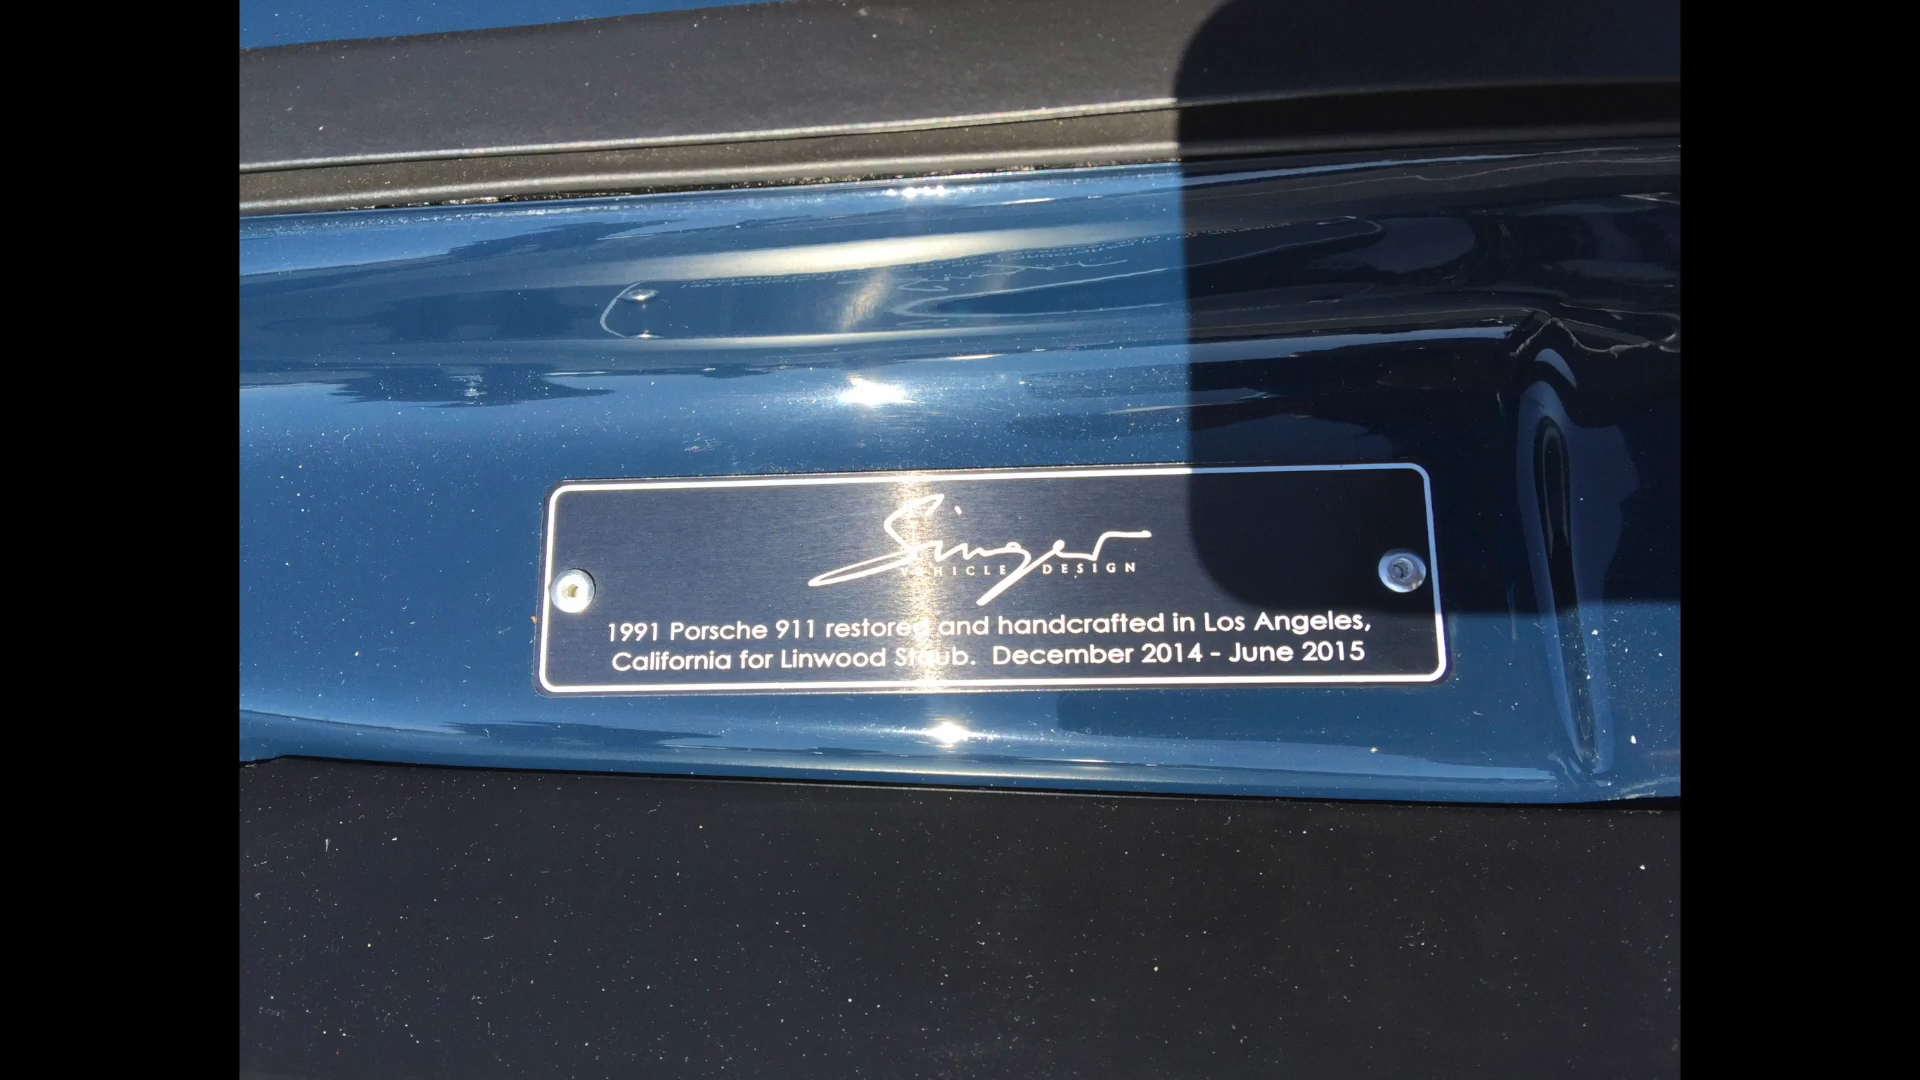 Singer
VEHICLE DESIGN
1991 Porsche 911 restored and handcrafted in Los Angeles,
California for Linwood Staub.  December 2014 - June 2015